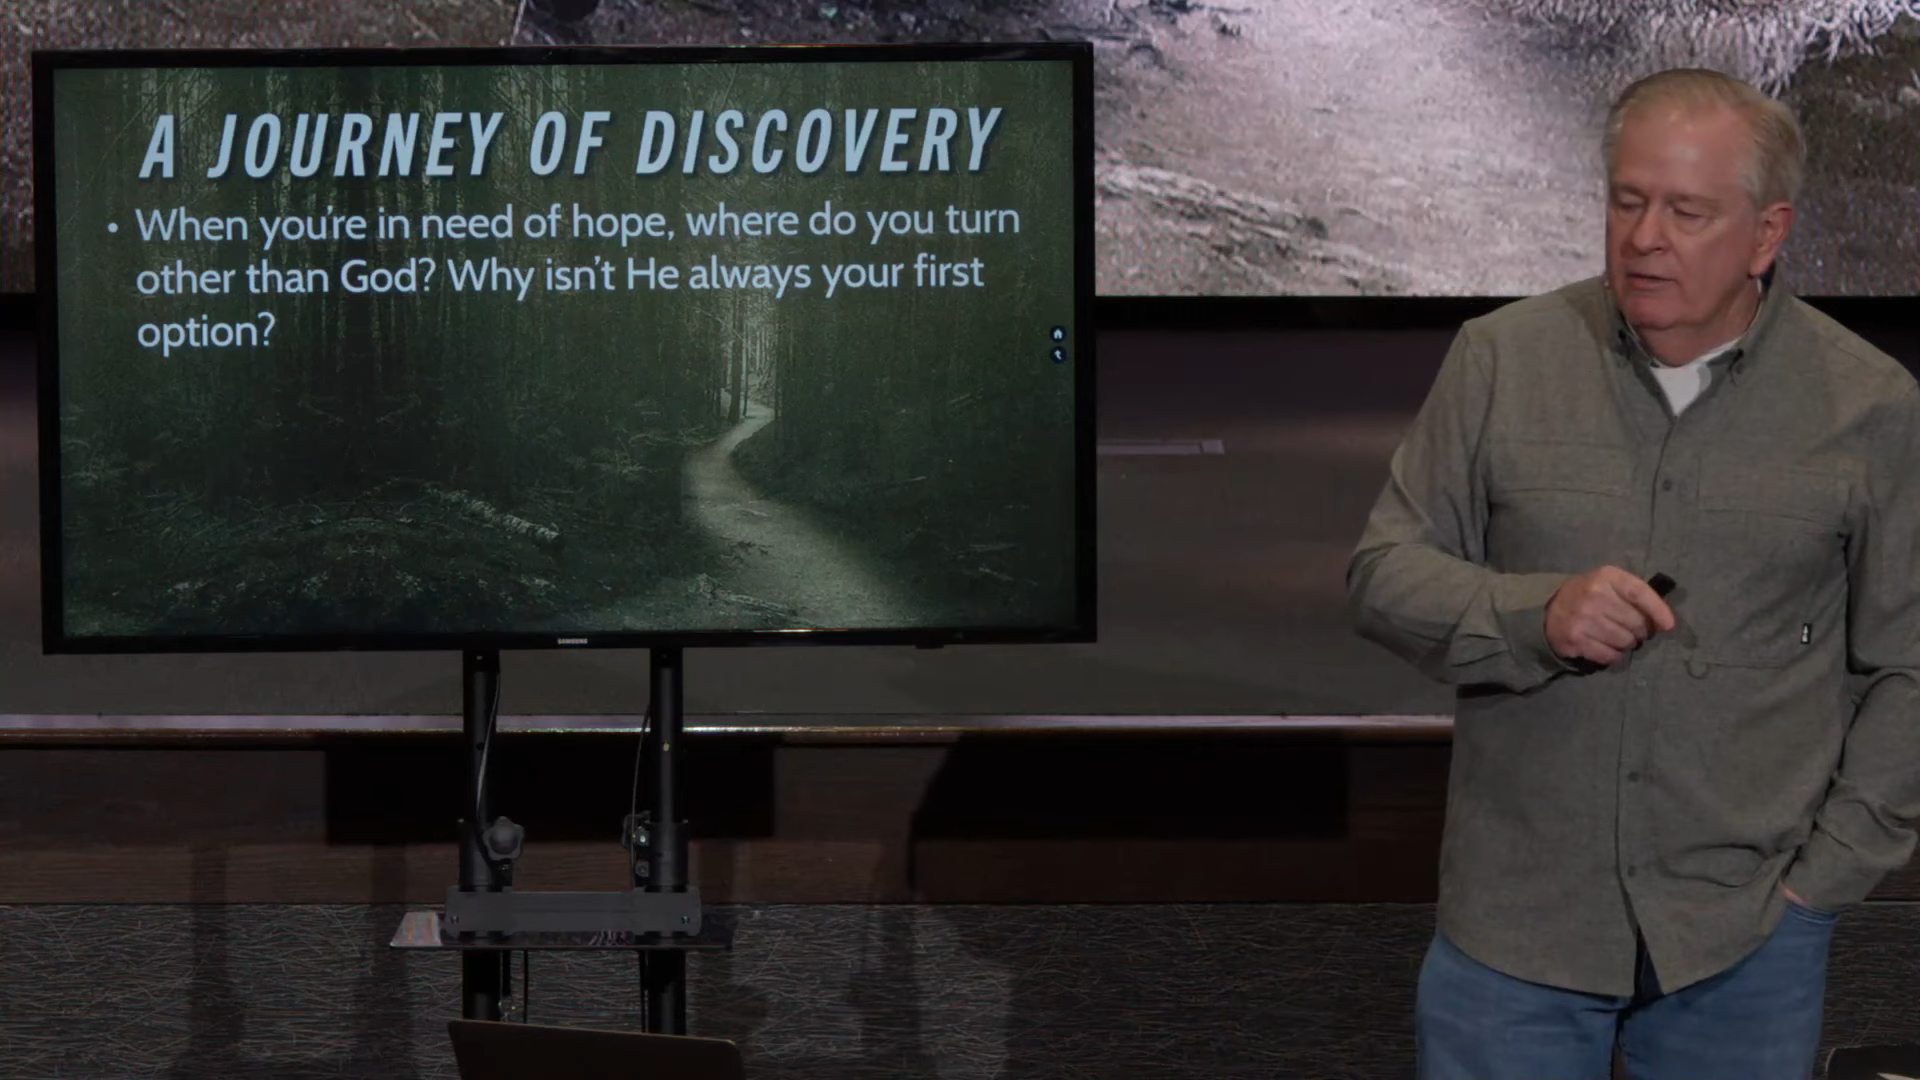 A JOURNEY OF DISCOVERY
• When you're in need of hope, where do you turn
other than God? Why isn't He always your first
option?
SAMSUNG